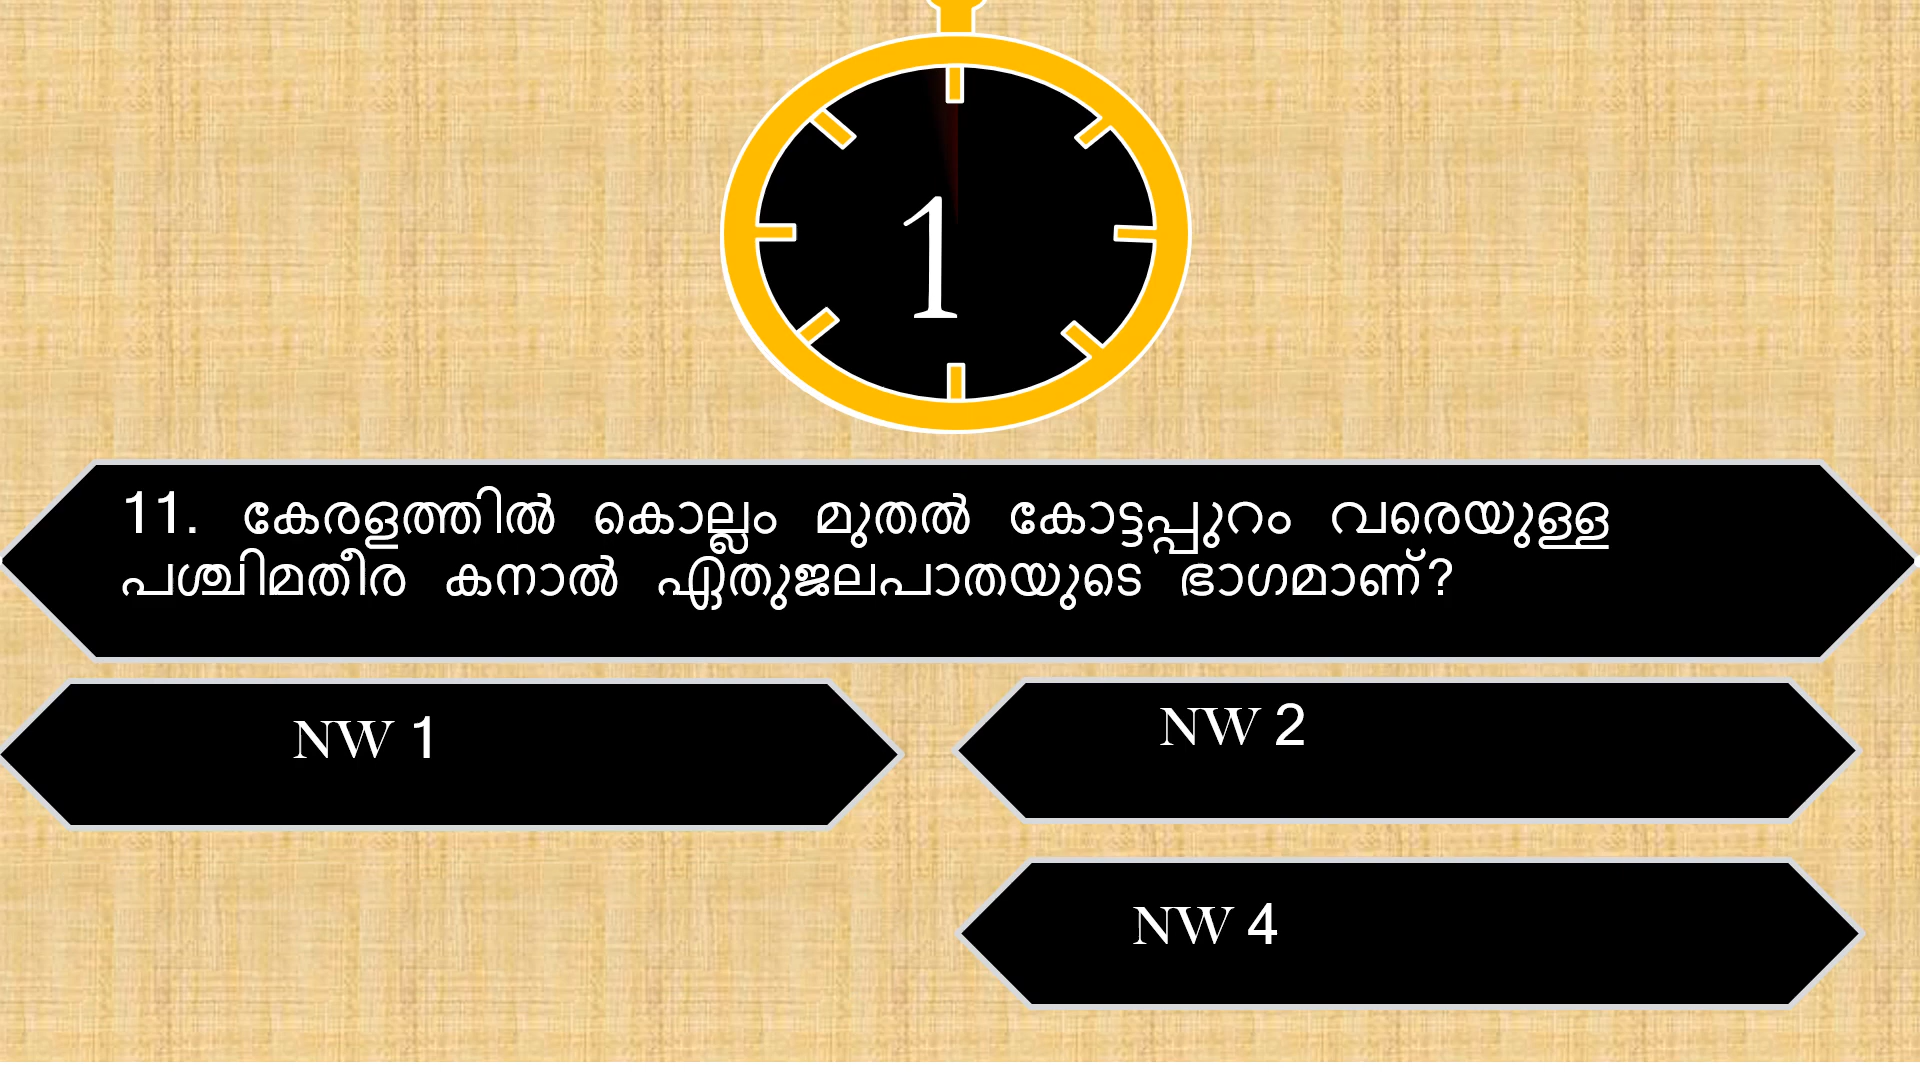 1
11. കേരളത്തിൽ കൊല്ലം മുതൽ കോട്ടപ്പുറം വരെയുള്ള
പശ്ചിമതീര കനാൽ ഏതുജലപാതയുടെ ഭാഗമാണ്?
NW 1
NW 2
NW 4